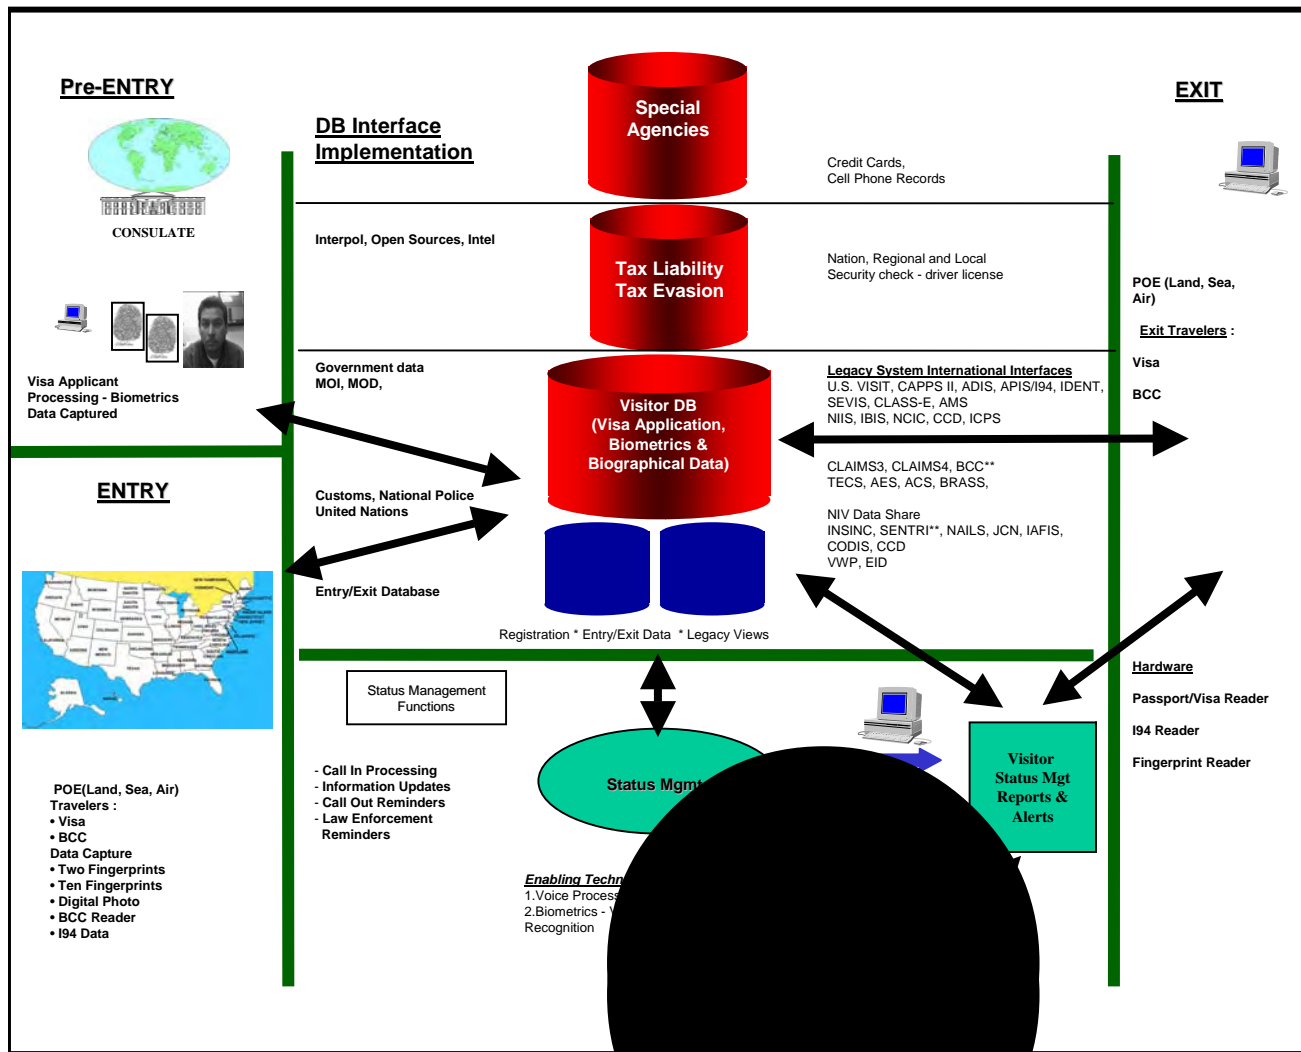 Pre-ENTRY
CONSULATE
Visa Applicant
Processing - Biometrics
Data Captured
ENTRY
POE(Land, Sea, Air)
Travelers :
• Visa
• BCC
Data Capture
• Two Fingerprints
• Ten Fingerprints
• Digital Photo
• BCC Reader
• I94 Data
DB Interface
Implementation
Interpol, Open Sources, Intel
Government data
MOI, MOD,
Customs, National Police
United Nations
Entry/Exit Database
Special
Agencies
Tax Liability
Tax Evasion
Visitor DB
(Visa Application,
Biometrics &
Biographical Data)
Registration * Entry/Exit Data * Legacy Views
Credit Cards,
Cell Phone Records
Nation, Regional and Local
Security check - driver license
Legacy System International Interfaces
U.S. VISIT, CAPPS II, ADIS, APIS/I94, IDENT,
SEVIS, CLASS-E, AMS
NIIS, IBIS, NCIC, CCD, ICPS
CLAIMS3, CLAIMS4, BCC**
TECS, AES, ACS, BRASS,
NIV Data Share
INSINC, SENTRI**, NAILS, JCN, IAFIS,
CODIS, CCD
VWP, EID
Status Management
Functions
- Call In Processing
- Information Updates
- Call Out Reminders
- Law Enforcement
Reminders
Status Mgmt
Enabling Techn
1.Voice Process
2.Biometrics -
Recognition
Visitor
Status Mgt
Reports &
Alerts
EXIT
POE (Land, Sea,
Air)
Exit Travelers :
Visa
BCC
Hardware
Passport/Visa Reader
I94 Reader
Fingerprint Reader